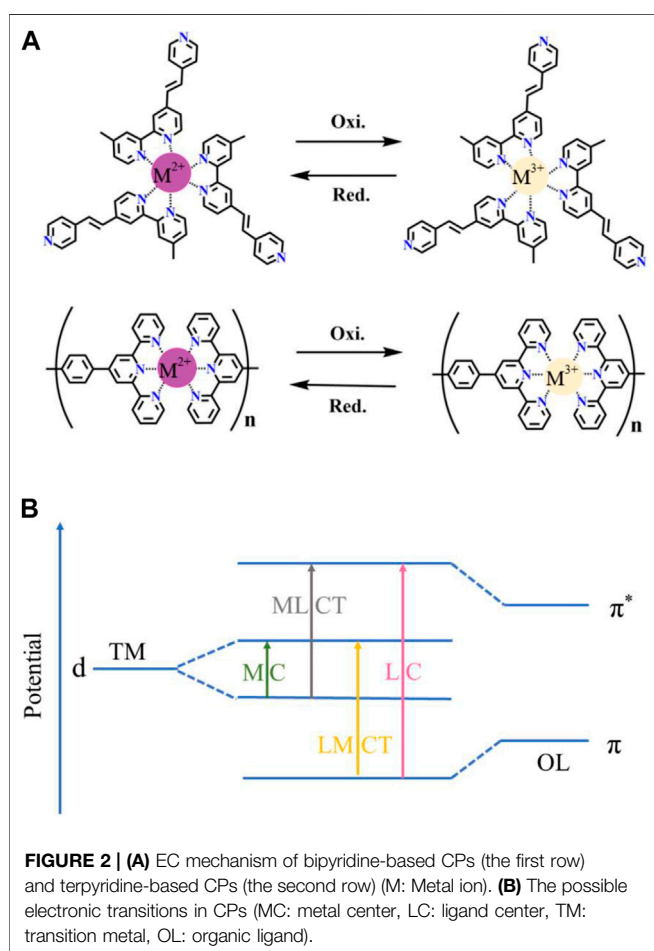 A
N
N
M²⁺
N
N
N
N
N
N
N
Oxi.
Red.
N
N
M³⁺
N
N
N
N
N
N
N
N
N
N
M²⁺
N
N
N
n
Oxi.
Red.
N
N
N
M³⁺
N
N
N
n
B
Potential
d
TM
MLCT
MC
LC
LMCT
π*
π
OL
FIGURE 2 | (A) EC mechanism of bipyridine-based CPs (the first row)
and terpyridine-based CPs (the second row) (M: Metal ion). (B) The possible
electronic transitions in CPs (MC: metal center, LC: ligand center, TM:
transition metal, OL: organic ligand).